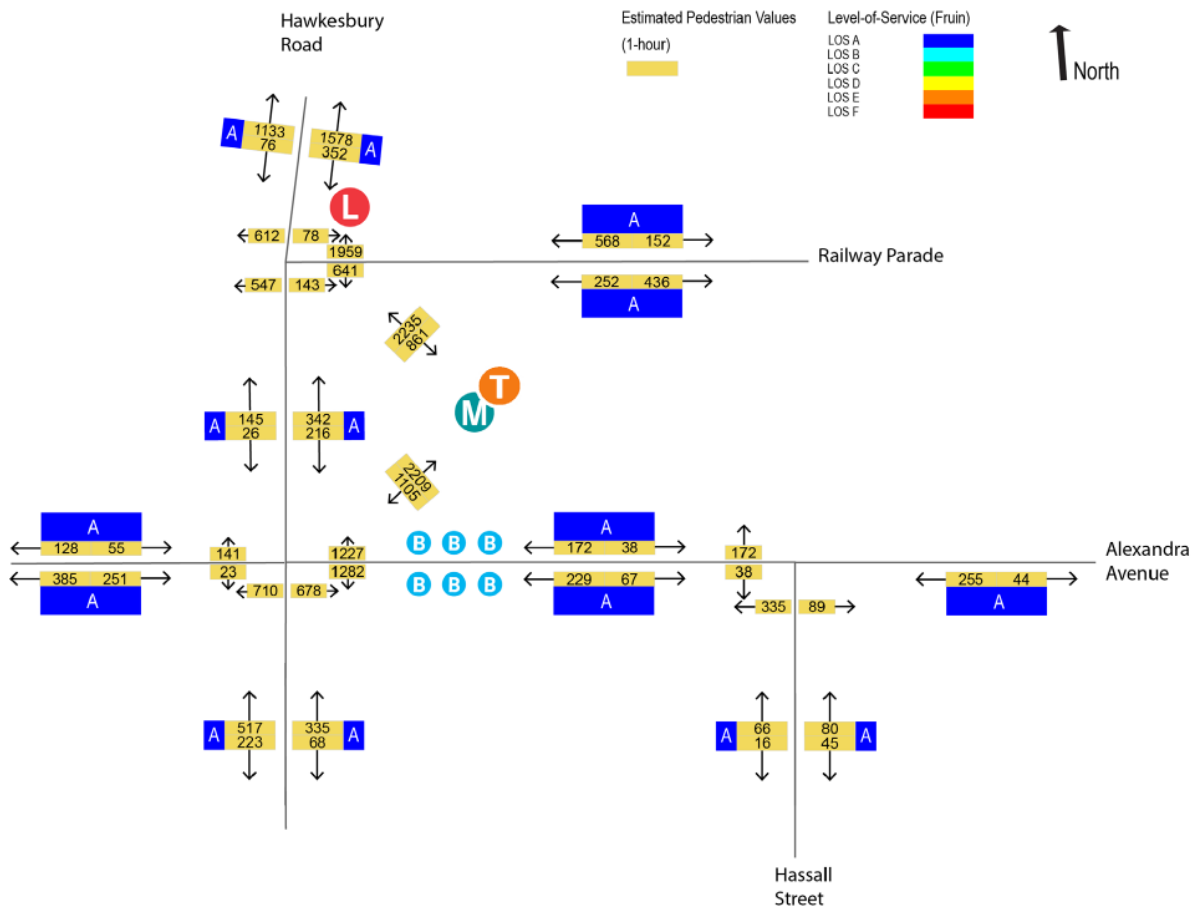 Hawkesbury
Road
Estimated Pedestrian Values
(1-hour)
Level-of-Service (Fruin)
LOS A
LOS B
LOS C
LOS D
LOS E
LOS F
North
A 1133
76
1578 A
352
L
612 78
1959
641
547 143
A
568 152
Railway Parade
252 436
A
2235
861
T
M
A 145
26
342 A
216
2209
1105
A
128 55
385 251
A
141
23
1227
1282
710 678
B B B
B B B
A
172 38
229 67
A
172
38
335 89
Alexandra
Avenue
255 44
A
A 517
223
335 A
68
A 66
16
80 A
45
Hassall
Street